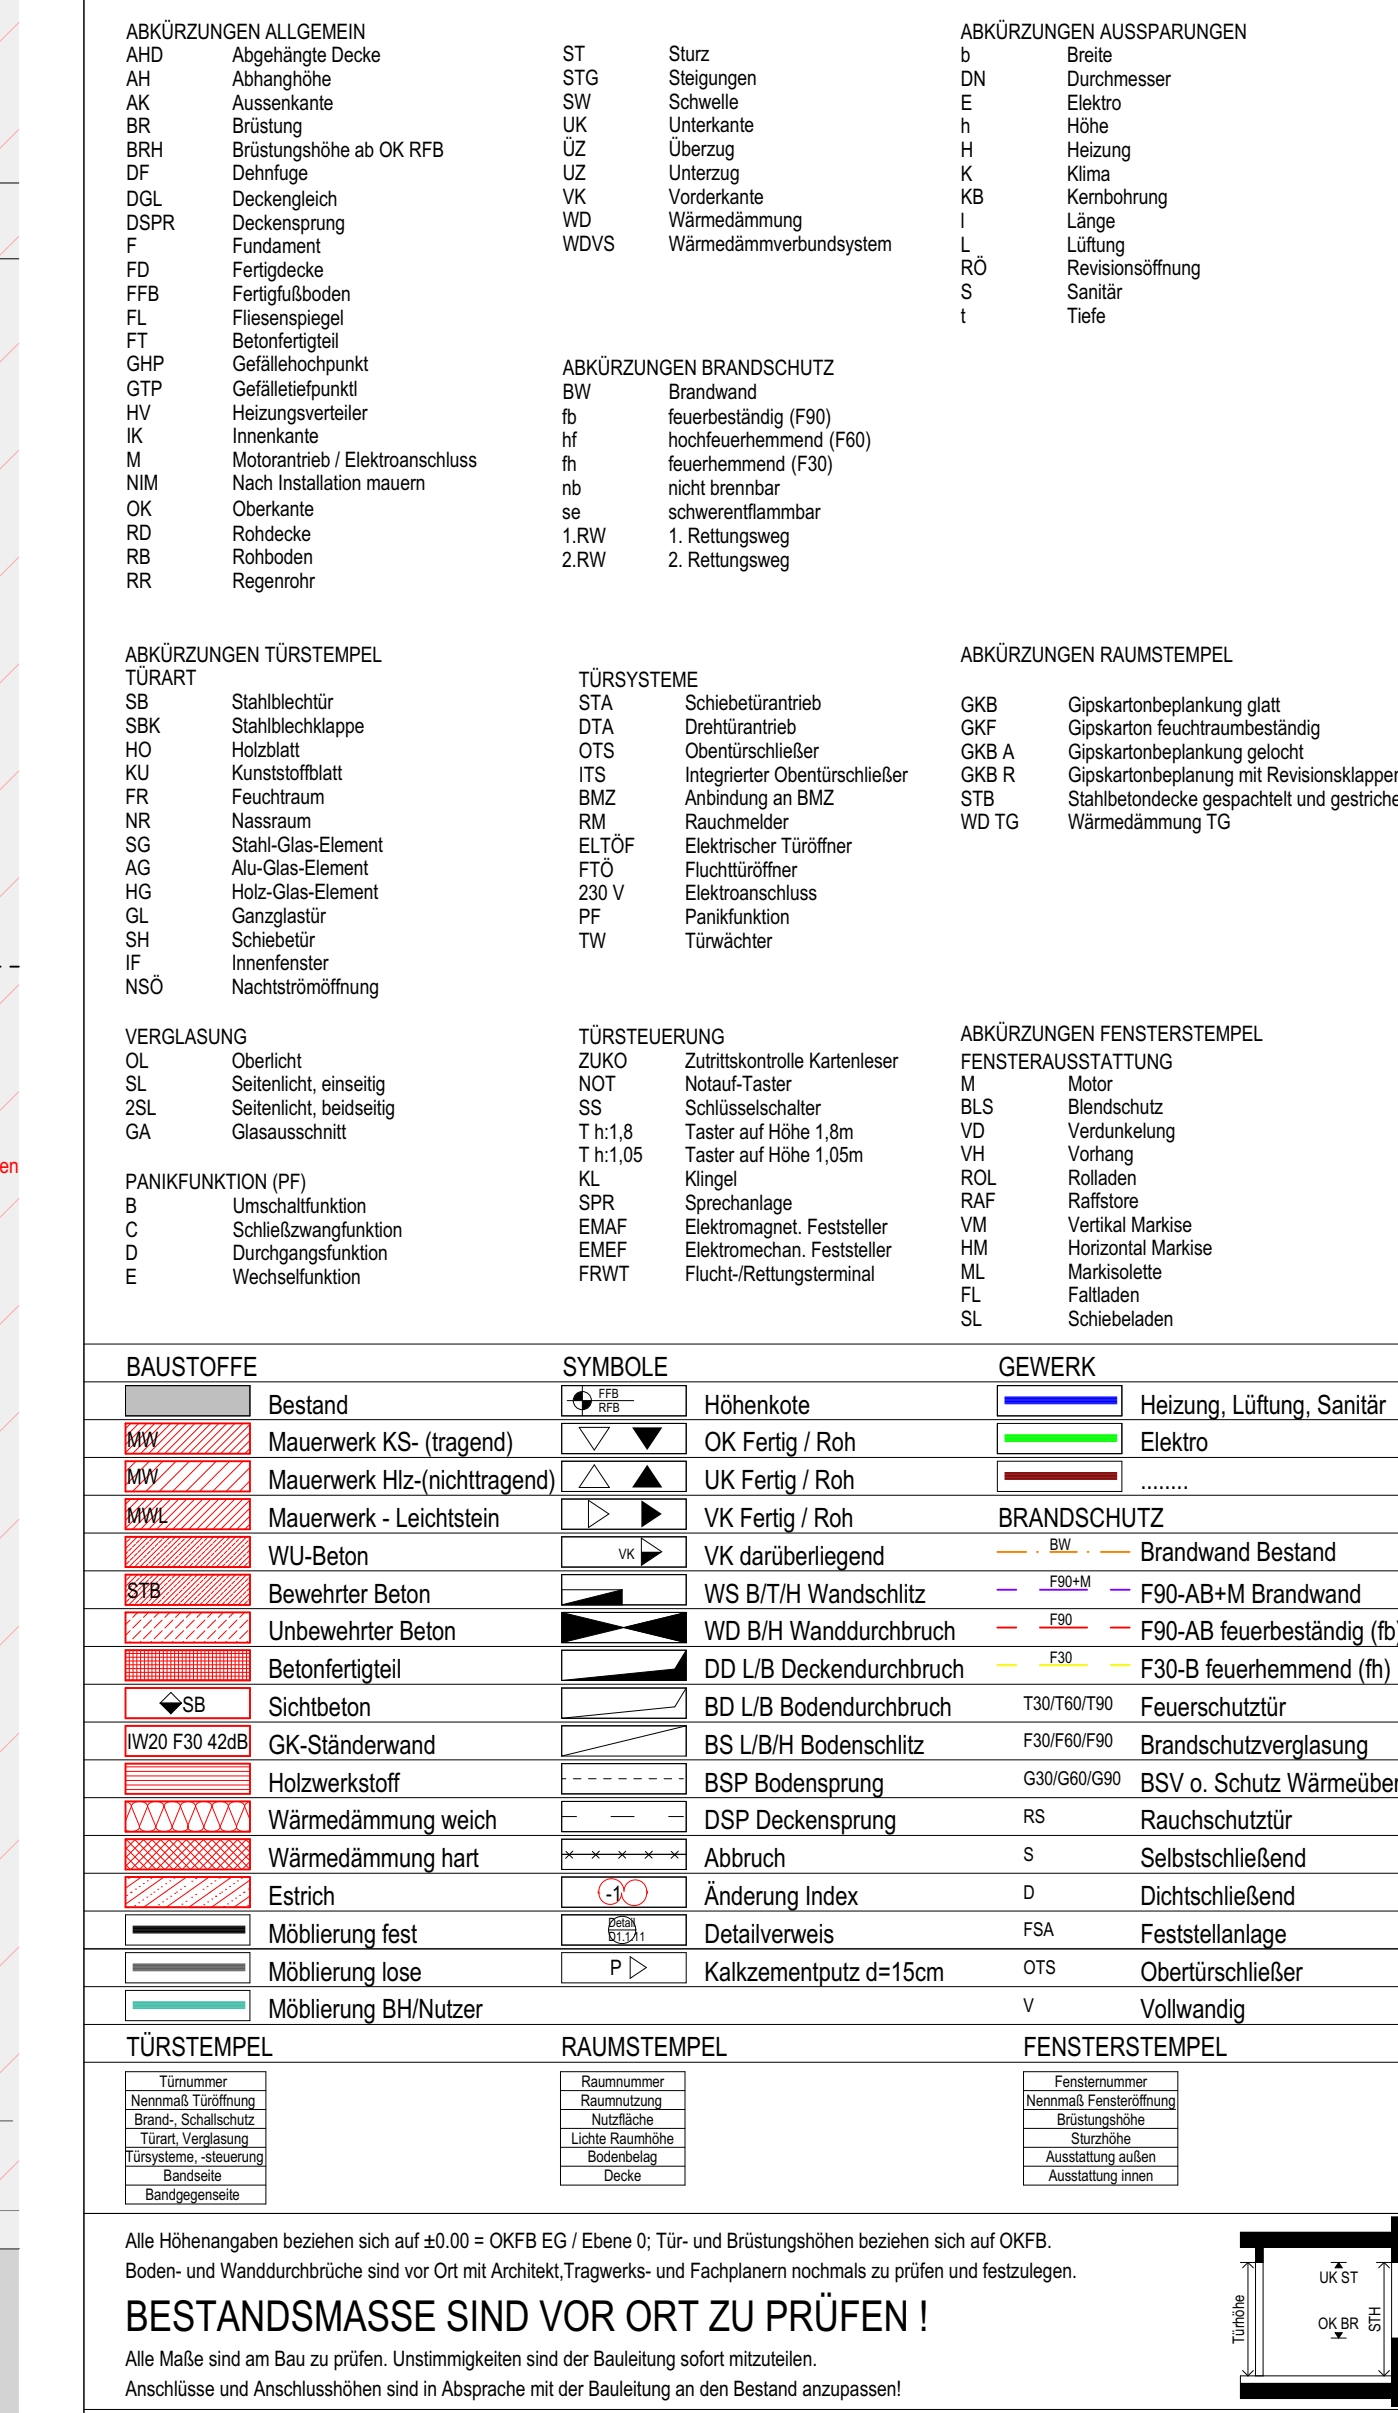 ABKÜRZUNGEN ALLGEMEIN
AHD Abgehängte Decke
AH Abhanghöhe
AK Aussenkante
BR Brüstung
BRH Brüstungshöhe ab OK RFB
DF Dehnfuge
DGL Deckengleich
DSPR Deckensprung
F Fundament
FD Fertigdecke
FFB Fertigfußboden
FL Fliesenspiegel
FT Betonfertigteil
GHP Gefällehochpunkt
GTP Gefälletiefpunktl
HV Heizungsverteiler
IK Innenkante
M Motorantrieb / Elektroanschluss
NIM Nach Installation mauern
OK Oberkante
RD Rohdecke
RB Rohboden
RR Regenrohr
ST Sturz
STG Steigungen
SW Schwelle
UK Unterkante
ÜZ Überzug
UZ Unterzug
VK Vorderkante
WD Wärmedämmung
WDVS Wärmedämmverbundsystem
ABKÜRZUNGEN BRANDSCHUTZ
BW Brandwand
fb feuerbeständig (F90)
hf hochfeuerhemmend (F60)
fh feuerhemmend (F30)
nb nicht brennbar
se schwerentflammbar
1.RW 1. Rettungsweg
2.RW 2. Rettungsweg
ABKÜRZUNGEN AUSSPARUNGEN
b Breite
DN Durchmesser
E Elektro
h Höhe
H Heizung
K Klima
KB Kernbohrung
l Länge
L Lüftung
RÖ Revisionsöffnung
S Sanitär
t Tiefe
ABKÜRZUNGEN TÜRSTEMPEL
TÜRART
SB Stahlblechtür
SBK Stahlblechklappe
HO Holzblatt
KU Kunststoffblatt
FR Feuchtraum
NR Nassraum
SG Stahl-Glas-Element
AG Alu-Glas-Element
HG Holz-Glas-Element
GL Ganzglastür
SH Schiebetür
IF Innenfenster
NSÖ Nachtströmöffnung
TÜRSYSTEME
STA Schiebetürantrieb
DTA Drehtürantrieb
OTS Obentürschließer
ITS Integrierter Obentürschließer
BMZ Anbindung an BMZ
RM Rauchmelder
ELTÖF Elektrischer Türöffner
FTÖ Fluchttüröffner
230 V Elektroanschluss
PF Panikfunktion
TW Türwächter
ABKÜRZUNGEN RAUMSTEMPEL
GKB Gipskartonbeplankung glatt
GKF Gipskarton feuchtraumbeständig
GKB A Gipskartonbeplankung gelocht
GKB R Gipskartonbeplanung mit Revisionsklappen
STB Stahlbetondecke gespachtelt und gestriche
WD TG Wärmedämmung TG
VERGLASUNG
OL Oberlicht
SL Seitenlicht, einseitig
2SL Seitenlicht, beidseitig
GA Glasausschnitt
en
PANIKFUNKTION (PF)
B Umschaltfunktion
C Schließzwangfunktion
D Durchgangsfunktion
E Wechselfunktion
TÜRSTEUERUNG
ZUKO Zutrittskontrolle Kartenleser
NOT Notauf-Taster
SS Schlüsselschalter
T h:1,8 Taster auf Höhe 1,8m
T h:1,05 Taster auf Höhe 1,05m
KL Klingel
SPR Sprechanlage
EMAF Elektromagnet. Feststeller
EMEF Elektromechan. Feststeller
FRWT Flucht-/Rettungsterminal
ABKÜRZUNGEN FENSTERSTEMPEL
FENSTERAUSSTATTUNG
M Motor
BLS Blendschutz
VD Verdunkelung
VH Vorhang
ROL Rolladen
RAF Raffstore
VM Vertikal Markise
HM Horizontal Markise
ML Markisolette
FL Faltladen
SL Schiebeladen
BAUSTOFFE
Bestand
MW Mauerwerk KS- (tragend)
MW Mauerwerk Hlz-(nichttragend)
MWL Mauerwerk - Leichtstein
WU-Beton
STB Bewehrter Beton
Unbewehrter Beton
Betonfertigteil
SB Sichtbeton
IW20 F30 42dB GK-Ständerwand
Holzwerkstoff
Wärmedämmung weich
Wärmedämmung hart
Estrich
Möblierung fest
Möblierung lose
Möblierung BH/Nutzer
SYMBOLE
FFB
RFB Höhenkote
OK Fertig / Roh
UK Fertig / Roh
VK Fertig / Roh
VK VK darüberliegend
WS B/T/H Wandschlitz
WD B/H Wanddurchbruch
DD L/B Deckendurchbruch
BD L/B Bodendurchbruch
BS L/B/H Bodenschlitz
BSP Bodensprung
DSP Deckensprung
Abbruch
-1 Änderung Index
Detail
D1.1.11 Detailverweis
P Kalkzementputz d=15cm
GEWERK
Heizung, Lüftung, Sanitär
Elektro
........
BRANDSCHUTZ
BW Brandwand Bestand
F90+M F90-AB+M Brandwand
F90 F90-AB feuerbeständig (fb)
F30 F30-B feuerhemmend (fh)
T30/T60/T90 Feuerschutztür
F30/F60/F90 Brandschutzverglasung
G30/G60/G90 BSV o. Schutz Wärmeüber
RS Rauchschutztür
S Selbstschließend
D Dichtschließend
FSA Feststellanlage
OTS Obertürschließer
V Vollwandig
TÜRSTEMPEL
Türnummer
Nennmaß Türöffnung
Brand-, Schallschutz
Türart, Verglasung
Türsysteme, -steuerung
Bandseite
Bandgegenseite
RAUMSTEMPEL
Raumnummer
Raumnutzung
Nutzfläche
Lichte Raumhöhe
Bodenbelag
Decke
FENSTERSTEMPEL
Fensternummer
Nennmaß Fensteröffnung
Brüstungshöhe
Sturzhöhe
Ausstattung außen
Ausstattung innen
Alle Höhenangaben beziehen sich auf ±0.00 = OKFB EG / Ebene 0; Tür- und Brüstungshöhen beziehen sich auf OKFB.
Boden- und Wanddurchbrüche sind vor Ort mit Architekt,Tragwerks- und Fachplanern nochmals zu prüfen und festzulegen.
BESTANDSMASSE SIND VOR ORT ZU PRÜFEN !
Alle Maße sind am Bau zu prüfen. Unstimmigkeiten sind der Bauleitung sofort mitzuteilen.
Anschlüsse und Anschlusshöhen sind in Absprache mit der Bauleitung an den Bestand anzupassen!
Türhöhe
UK ST
OK BR
STH